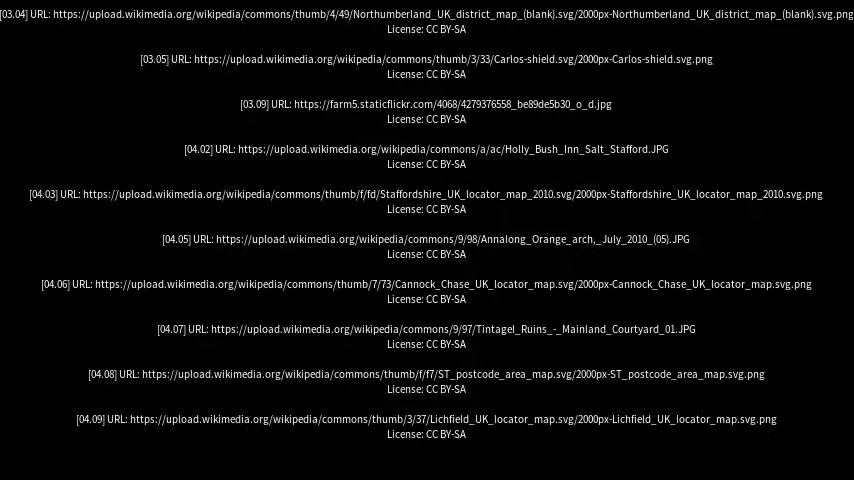 [03.04] URL: https://upload.wikimedia.org/wikipedia/commons/thumb/4/49/Northumberland_UK_district_map_(blank).svg/2000px-Northumberland_UK_district_map_(blank).svg.png
License: CC BY-SA
[03.05] URL: https://upload.wikimedia.org/wikipedia/commons/thumb/3/33/Carlos-shield.svg/2000px-Carlos-shield.svg.png
License: CC BY-SA
[03.09] URL: https://farm5.staticflickr.com/4068/4279376558_be89de5b30_o_d.jpg
License: CC BY-SA
[04.02] URL: https://upload.wikimedia.org/wikipedia/commons/a/ac/Holly_Bush_Inn_Salt_Stafford.JPG
License: CC BY-SA
[04.03] URL: https://upload.wikimedia.org/wikipedia/commons/thumb/f/fd/Staffordshire_UK_locator_map_2010.svg/2000px-Staffordshire_UK_locator_map_2010.svg.png
License: CC BY-SA
[04.05] URL: https://upload.wikimedia.org/wikipedia/commons/9/98/Annalong_Orange_arch,_July_2010_(05).JPG
License: CC BY-SA
[04.06] URL: https://upload.wikimedia.org/wikipedia/commons/thumb/7/73/Cannock_Chase_UK_locator_map.svg/2000px-Cannock_Chase_UK_locator_map.svg.png
License: CC BY-SA
[04.07] URL: https://upload.wikimedia.org/wikipedia/commons/9/97/Tintagel_Ruins_-_Mainland_Courtyard_01.JPG
License: CC BY-SA
[04.08] URL: https://upload.wikimedia.org/wikipedia/commons/thumb/f/f7/ST_postcode_area_map.svg/2000px-ST_postcode_area_map.svg.png
License: CC BY-SA
[04.09] URL: https://upload.wikimedia.org/wikipedia/commons/thumb/3/37/Lichfield_UK_locator_map.svg/2000px-Lichfield_UK_locator_map.svg.png
License: CC BY-SA